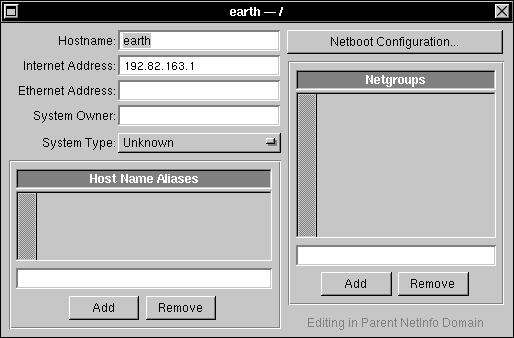 earth — /
Hostname: earth
Netboot Configuration...
Internet Address: 192.82.163.1
Ethernet Address:
System Owner:
System Type: Unknown
Netgroups
Host Name Aliases
Add Remove
Add Remove
Editing in Parent NetInfo Domain